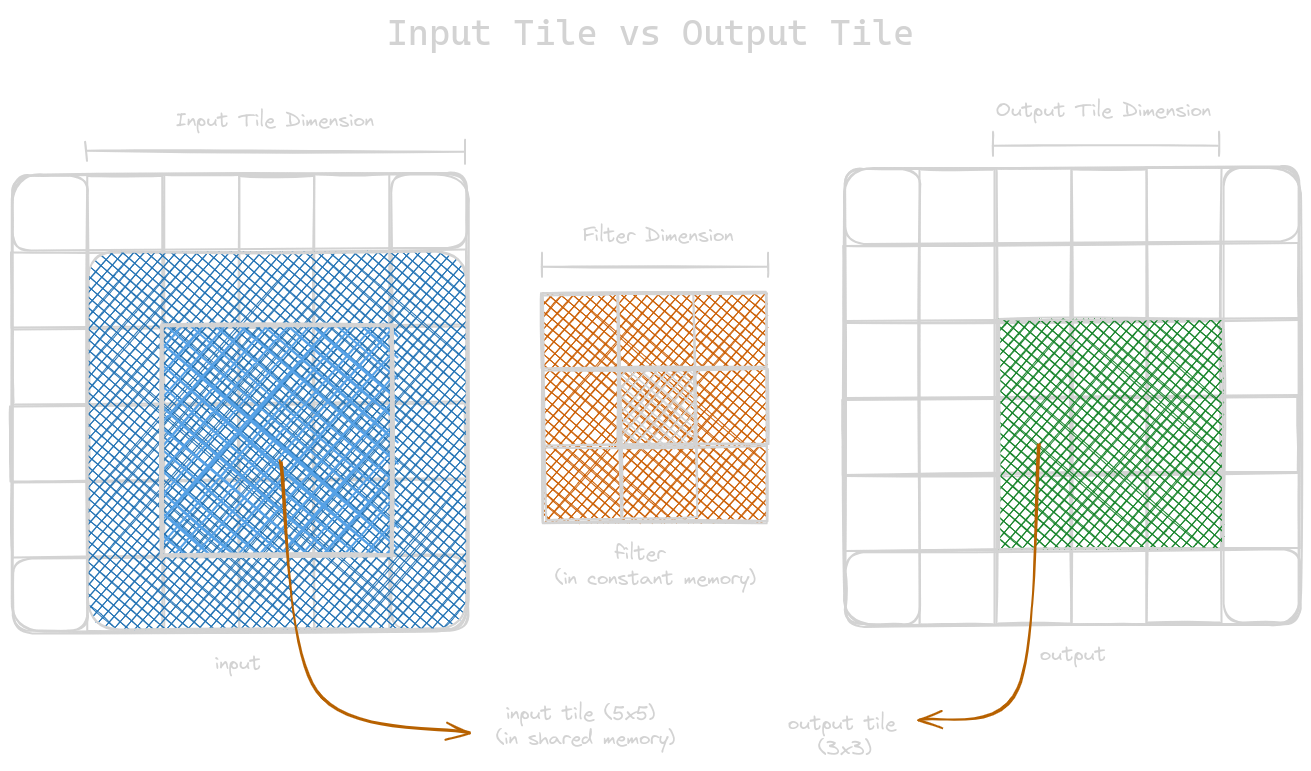 Input Tile vs Output Tile
Input Tile Dimension
Output Tile Dimension
Filter Dimension
filter
(in constant memory)
input
output
input tile (5x5)
(in shared memory)
output tile
(3x3)